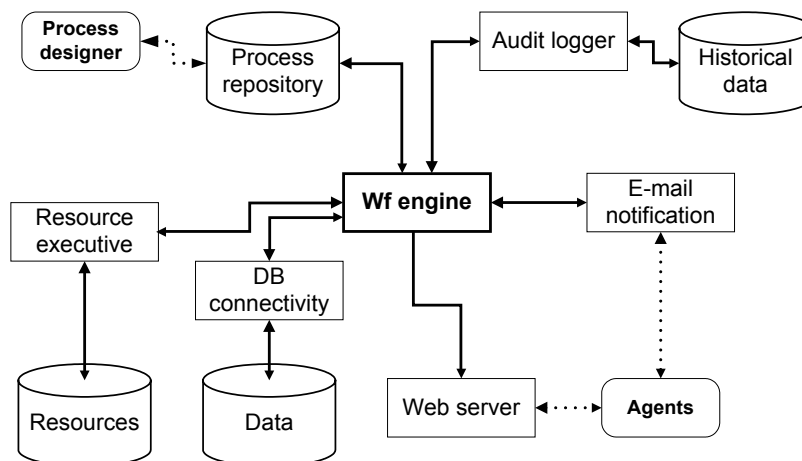 Process
designer
Process
repository
Audit logger
Historical
data
Wf engine
E-mail
notification
Resource
executive
DB
connectivity
Resources
Data
Web server
Agents